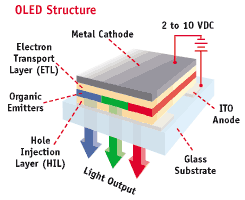 OLED Structure
Metal Cathode
2 to 10 VDC
Electron
Transport
Layer (ETL)
Organic
Emitters
ITO
Anode
Hole
Injection
Layer (HIL)
Glass
Substrate
Light Output